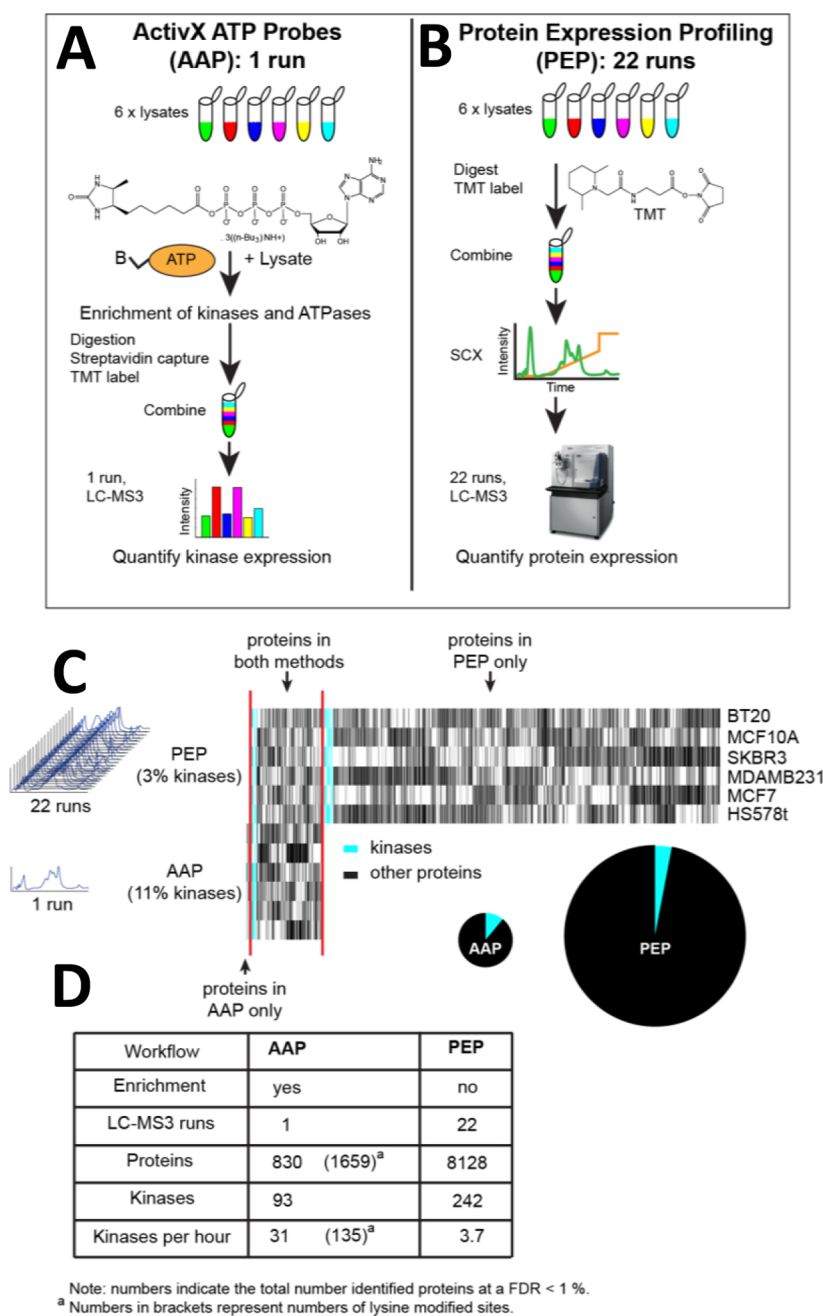 A
ActivX ATP Probes
(AAP): 1 run
6 x lysates
NH₂
N
N
N
N
H
N
O
N
H
O
O
P
O⁻
O
O
P
O⁻
O
O
P
O⁻
O
O
OH
OH
. 3((n-Bu₃)NH+)
B
ATP
+ Lysate
Enrichment of kinases and ATPases
Digestion
Streptavidin capture
TMT label
Combine
1 run,
LC-MS3
Intensity
Quantify kinase expression
B
Protein Expression Profiling
(PEP): 22 runs
6 x lysates
Digest
TMT label
N
O
N
H
O
O
N
O
O
TMT
Combine
SCX
Intensity
Time
22 runs,
LC-MS3
Quantify protein expression
C
proteins in
both methods
proteins in
PEP only
22 runs
PEP
(3% kinases)
BT20
MCF10A
SKBR3
MDAMB231
MCF7
HS578t
1 run
AAP
(11% kinases)
kinases
other proteins
AAP
PEP
proteins in
AAP only
D
Workflow AAP PEP
Enrichment yes no
LC-MS3 runs 1 22
Proteins 830 (1659)ᵃ 8128
Kinases 93 242
Kinases per hour 31 (135)ᵃ 3.7
Note: numbers indicate the total number identified proteins at a FDR < 1 %.
ᵃ Numbers in brackets represent numbers of lysine modified sites.